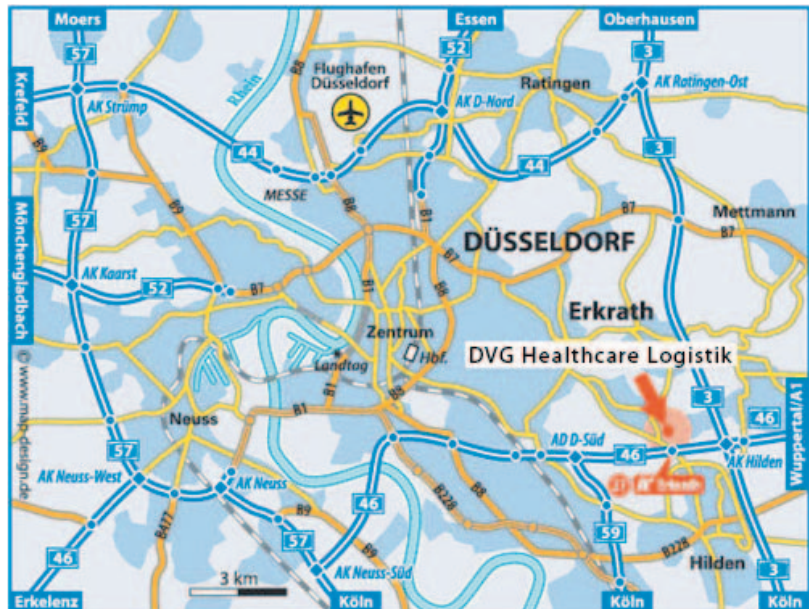 Moers
Essen
Oberhausen
57
52
3
B8
Flughafen
Düsseldorf
Ratingen
AK Ratingen-Ost
Krefeld
AK Strümp
Rhein
AK D-Nord
B9
44
44
3
MESSE
B8
B1
Mettmann
57
B9
B7
B7
Mönchengladbach
DÜSSELDORF
B7
AK Kaarst
52
B7
B1
B8
Erkrath
Zentrum
Landtag
Hbf.
DVG Healthcare Logistik
© www.map-design.de
Neuss
B1
B1
B8
3
46
Wuppertal/A1
57
AD D-Süd
46
AK Hilden
AK Neuss-West
AK Neuss
46
B228
B8
46
B477
57
B9
B9
59
B228
Hilden
3 km
AK Neuss-Süd
3
Erkelenz
Köln
Köln
Köln